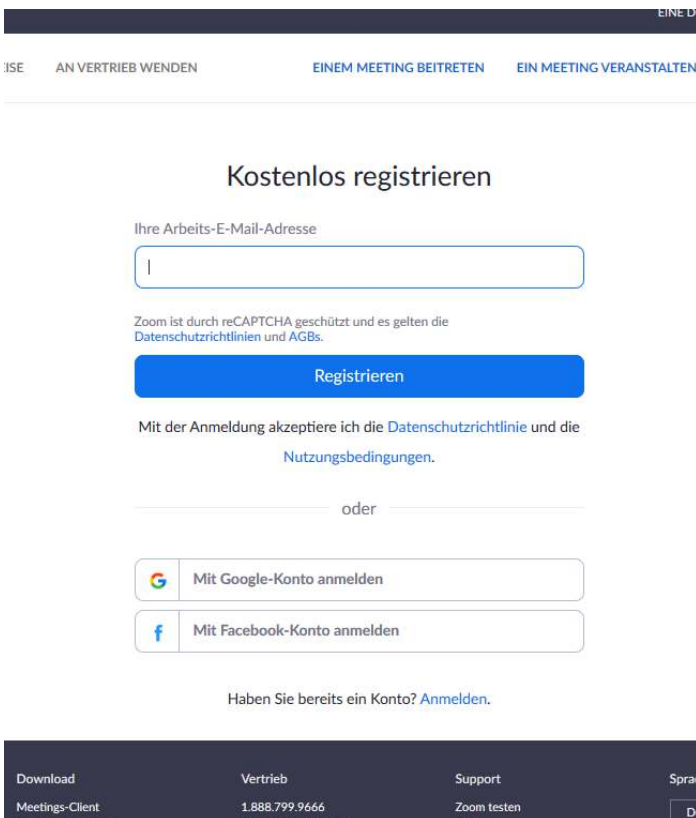 EINE D
ISE AN VERTRIEB WENDEN EINEM MEETING BEITRETEN EIN MEETING VERANSTALTEN
Kostenlos registrieren
Ihre Arbeits-E-Mail-Adresse
Zoom ist durch reCAPTCHA geschützt und es gelten die
Datenschutzrichtlinien und AGBs.
Registrieren
Mit der Anmeldung akzeptiere ich die Datenschutzrichtlinie und die
Nutzungsbedingungen.
oder
Mit Google-Konto anmelden
Mit Facebook-Konto anmelden
Haben Sie bereits ein Konto? Anmelden.
Download Vertrieb Support Spra
Meetings-Client 1.888.799.9666 Zoom testen D